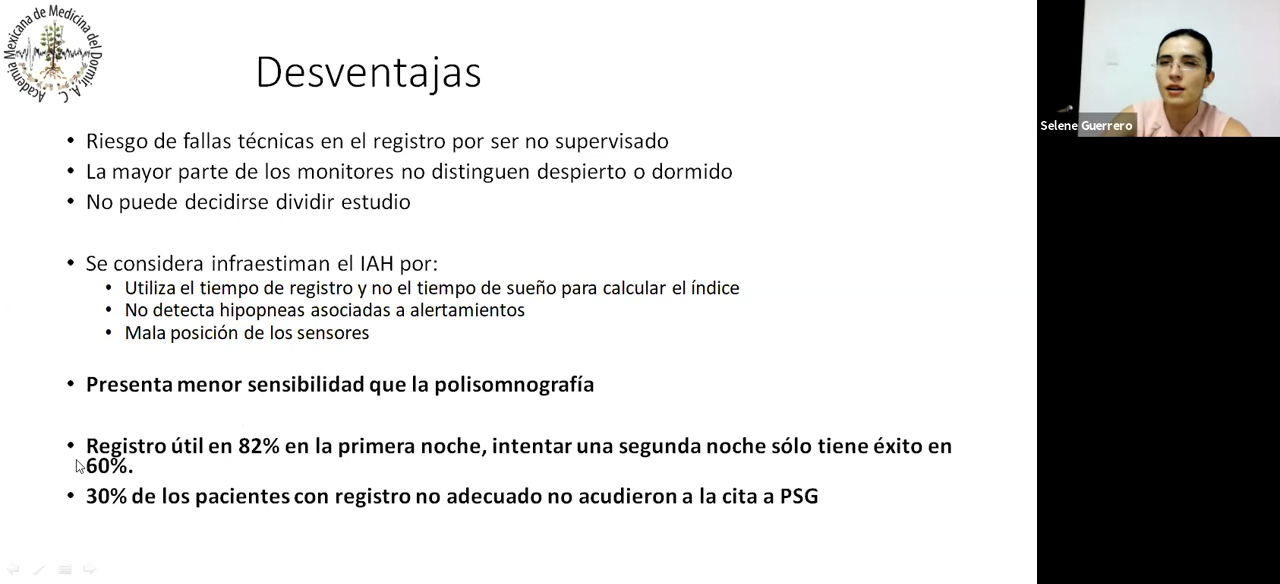 Academia Mexicana de Medicina del Dormir, A. C.
Desventajas
• Riesgo de fallas técnicas en el registro por ser no supervisado
• La mayor parte de los monitores no distinguen despierto o dormido
• No puede decidirse dividir estudio
• Se considera infraestiman el IAH por:
• Utiliza el tiempo de registro y no el tiempo de sueño para calcular el índice
• No detecta hipopneas asociadas a alertamientos
• Mala posición de los sensores
• Presenta menor sensibilidad que la polisomnografía
• Registro útil en 82% en la primera noche, intentar una segunda noche sólo tiene éxito en
60%.
• 30% de los pacientes con registro no adecuado no acudieron a la cita a PSG
Selene Guerrero